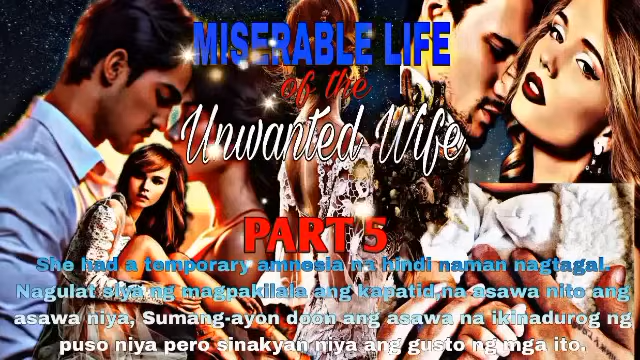 MISERABLE LIFE
of the
Unwanted Wife
PART 5
She had a temporary amnesia na hindi naman nagtagal.
Nagulat siya ng magpakilala ang kapatid,na asawa nito ang
asawa niya, Sumang-ayon doon ang asawa na ikinadurog ng
puso niya pero sinakyan niya ang gusto ng mga ito.